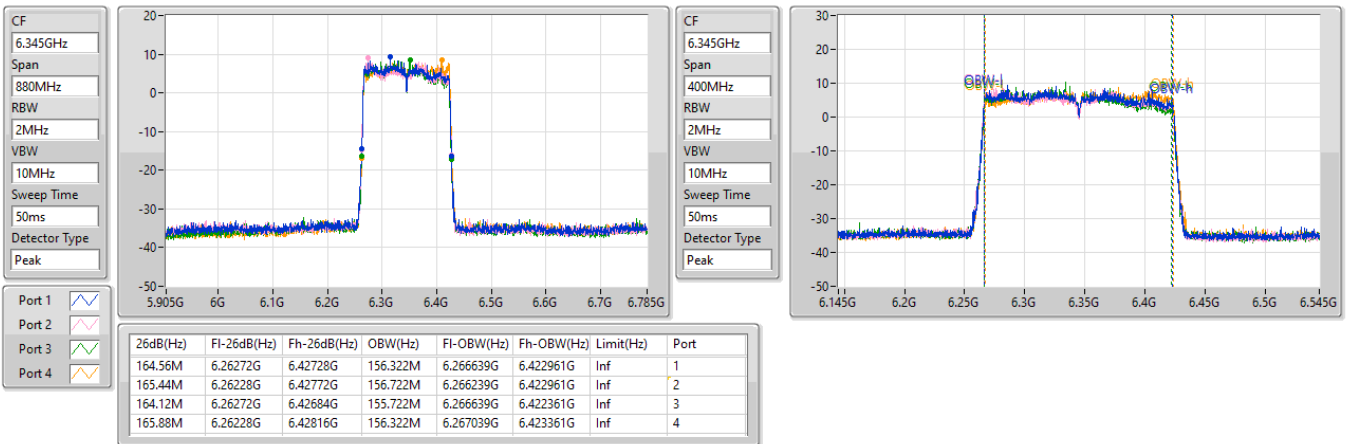 CF
6.345GHz
Span
880MHz
RBW
2MHz
VBW
10MHz
Sweep Time
50ms
Detector Type
Peak
20
10
0
-10
-20
-30
-40
-50
5.905G 6G 6.1G 6.2G 6.3G 6.4G 6.5G 6.6G 6.7G 6.785G
CF
6.345GHz
Span
400MHz
RBW
2MHz
VBW
10MHz
Sweep Time
50ms
Detector Type
Peak
30
20
10
0
-10
-20
-30
-40
-50
OBW-l
OBW-h
6.145G 6.2G 6.25G 6.3G 6.35G 6.4G 6.45G 6.5G 6.545G
Port 1
Port 2
Port 3
Port 4
26dB(Hz) Fl-26dB(Hz) Fh-26dB(Hz) OBW(Hz) Fl-OBW(Hz) Fh-OBW(Hz) Limit(Hz) Port
164.56M 6.26272G 6.42728G 156.322M 6.266639G 6.422961G Inf 1
165.44M 6.26228G 6.42772G 156.722M 6.266239G 6.422961G Inf 2
164.12M 6.26272G 6.42684G 155.722M 6.266639G 6.422361G Inf 3
165.88M 6.26228G 6.42816G 156.322M 6.267039G 6.423361G Inf 4